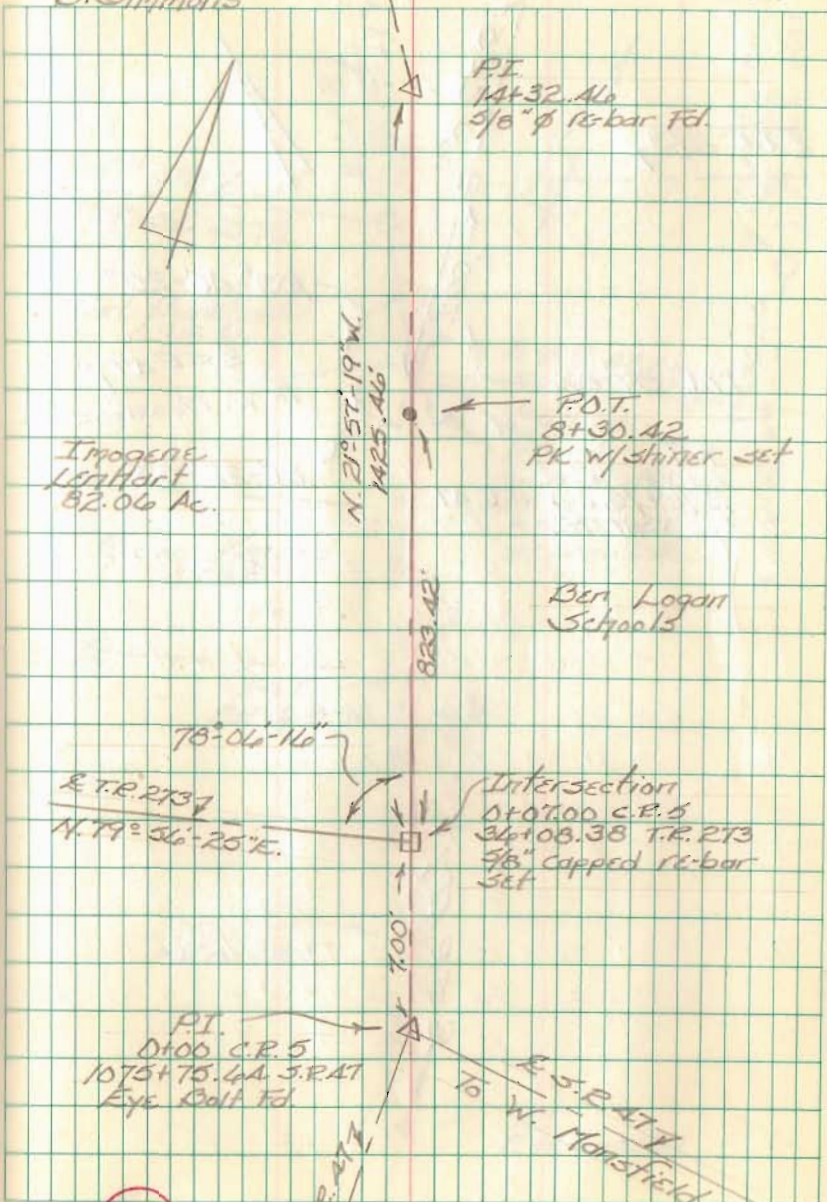 Simmons
P.I.
14+32.46
5/8" ø re-bar Fd.
N. 21°-57'-19" W.
1425.46'
P.O.T.
8+30.42
PK w/shiner set
Imogene
Lenhart
82.06 Ac.
Ben Logan
Schools
823.42'
78°-06'-16"
℄ T.R. 273
N. 79°-56'-25" E.
Intersection
0+07.00 C.R. 5
36+08.38 T.R. 273
5/8" capped re-bar
set
7.00'
P.I.
0+00 C.R. 5
1075+75.64 S.R. 47
Eye Bolt Fd.
℄ S.R. 47
To W. Mansfield
R. 47